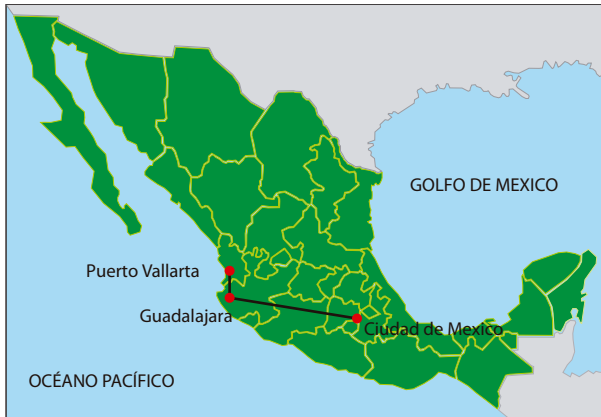 GOLFO DE MEXICO
Puerto Vallarta
Guadalajara
Ciudad de Mexico
OCÉANO PACÍFICO